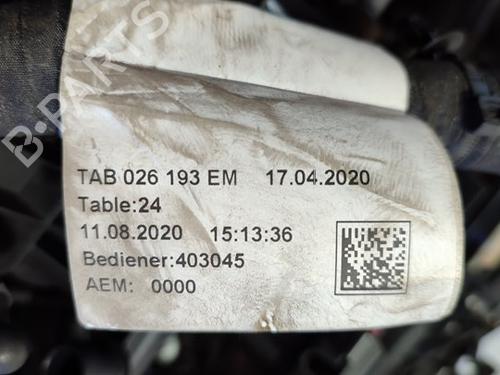 B-PARTS
TAB 026 193 EM 17.04.2020
Table:24
11.08.2020 15:13:36
Bediener:403045
AEM: 0000